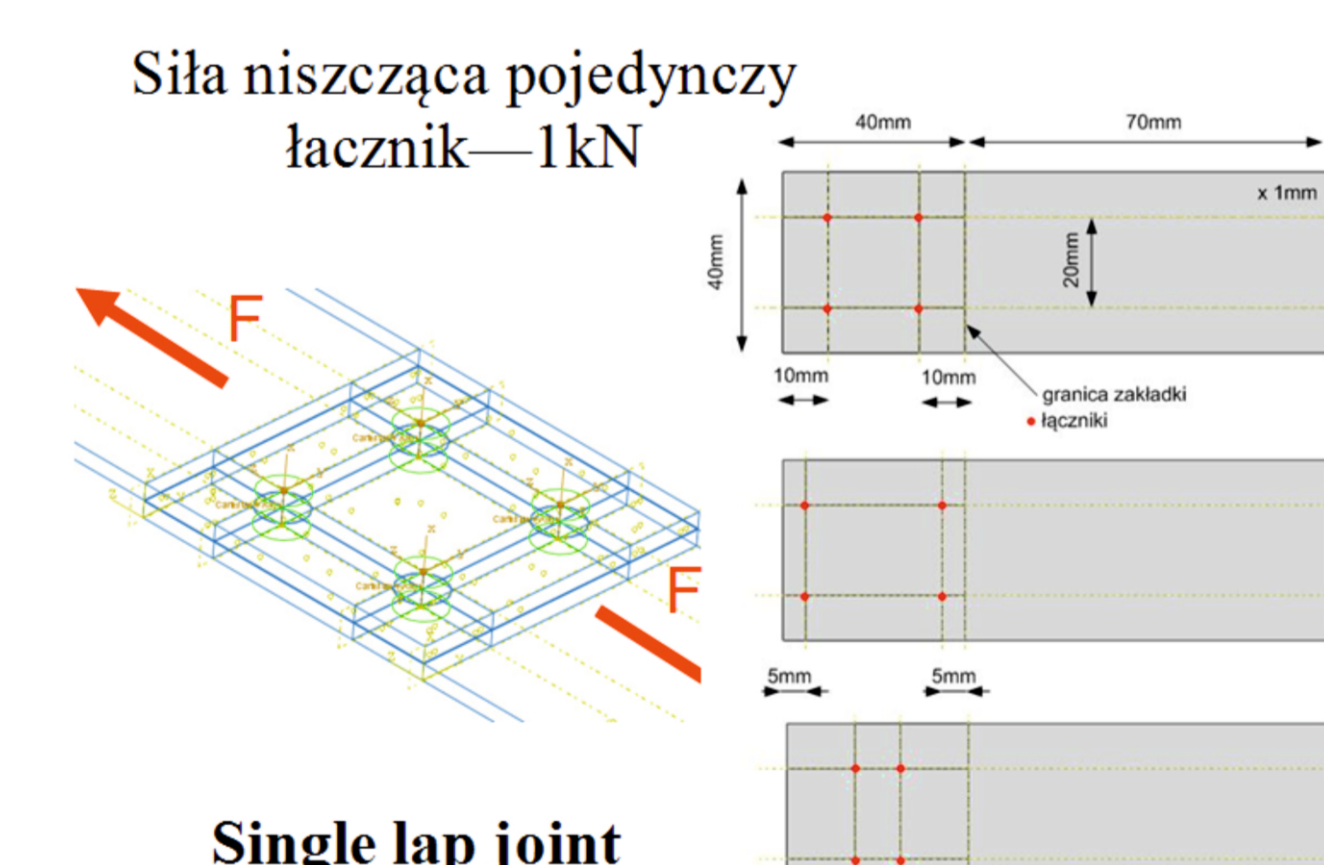 Siła niszcząca pojedynczy
łacznik—1kN
40mm
70mm
x 1mm
40mm
20mm
10mm
10mm
granica zakładki
łączniki
F
F
5mm
5mm
Single lap joint